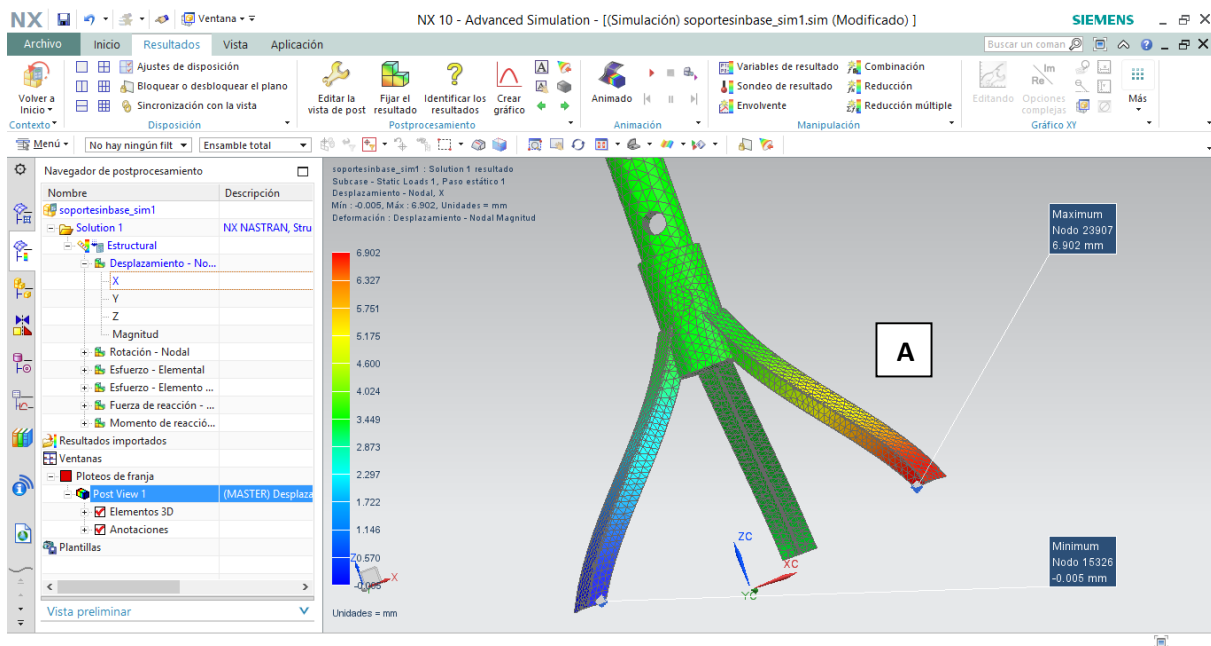 NX Ventana NX 10 - Advanced Simulation - [(Simulación) soportesinbase_sim1.sim (Modificado) ] SIEMENS
Archivo Inicio Resultados Vista Aplicación Buscar un coman
Volver a Inicio
Contexto
Ajustes de disposición
Bloquear o desbloquear el plano
Sincronización con la vista
Disposición
Editar la vista de post
Fijar el resultado
Identificar los resultados
Crear gráfico
Postprocesamiento
Animado
Animación
Variables de resultado
Sondeo de resultado
Envolvente
Combinación
Reducción
Reducción múltiple
Manipulación
Editando
Opciones complejas
Im
Re
Gráfico XY
Más
Menú No hay ningún filt Ensamble total
Navegador de postprocesamiento
Nombre Descripción
soportesinbase_sim1
Solution 1 NX NASTRAN, Stru
Estructural
Desplazamiento - No...
X
Y
Z
Magnitud
Rotación - Nodal
Esfuerzo - Elemental
Esfuerzo - Elemento ...
Fuerza de reacción - ...
Momento de reacció...
Resultados importados
Ventanas
Ploteos de franja
Post View 1 (MASTER) Desplaza
Elementos 3D
Anotaciones
Plantillas
Vista preliminar
soportesinbase_sim1 : Solution 1 resultado
Subcase - Static Loads 1, Paso estático 1
Desplazamiento - Nodal, X
Mín : -0.005, Máx : 6.902, Unidades = mm
Deformación : Desplazamiento - Nodal Magnitud
6.902
6.327
5.751
5.175
4.600
4.024
3.449
2.873
2.297
1.722
1.146
0.570
-0.005
Unidades = mm
Z
X
Maximum
Nodo 23907
6.902 mm
A
ZC
XC
YC
Minimum
Nodo 15326
-0.005 mm